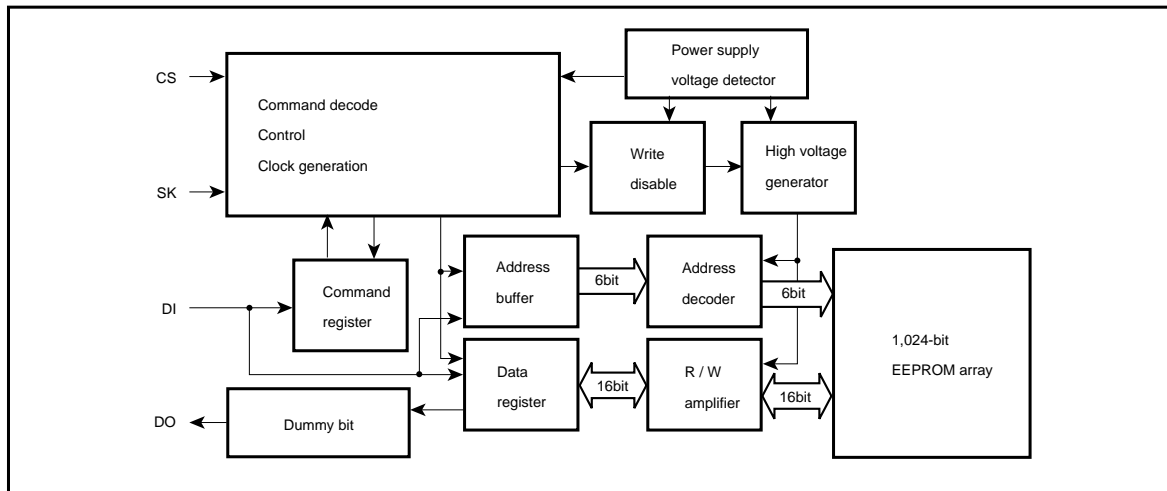 CS
SK
DI
DO
Command decode
Control
Clock generation
Power supply
voltage detector
Write
disable
High voltage
generator
Command
register
Address
buffer
6bit
Address
decoder
6bit
Data
register
16bit
R / W
amplifier
16bit
1,024-bit
EEPROM array
Dummy bit